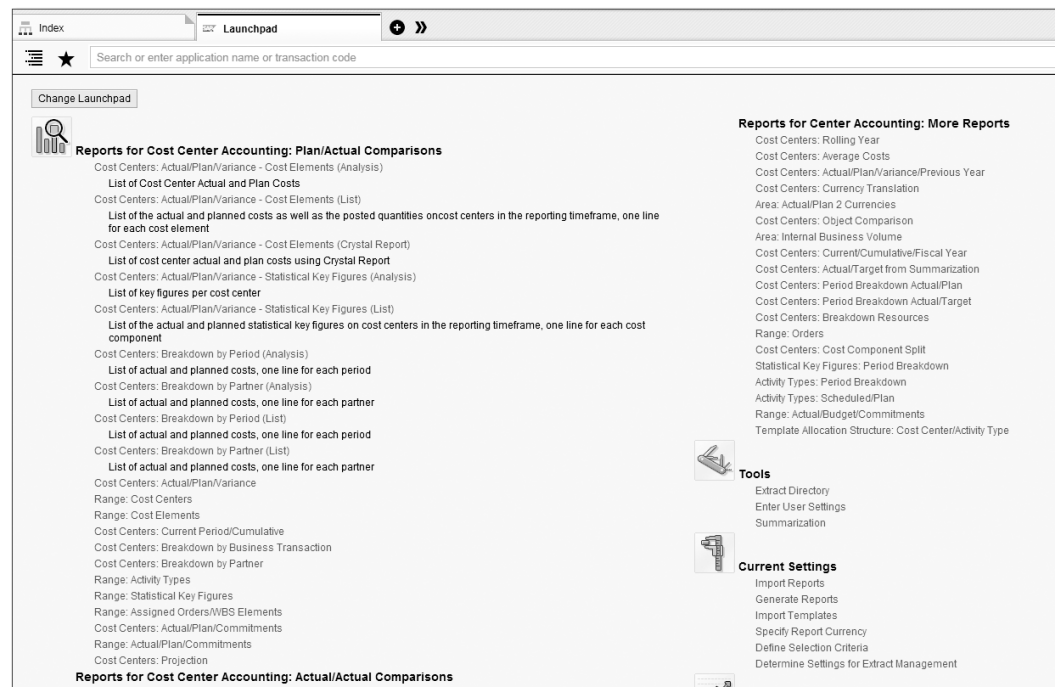 Index
Launchpad
Search or enter application name or transaction code
Change Launchpad
Reports for Cost Center Accounting: Plan/Actual Comparisons
Cost Centers: Actual/Plan/Variance - Cost Elements (Analysis)
List of Cost Center Actual and Plan Costs
Cost Centers: Actual/Plan/Variance - Cost Elements (List)
List of the actual and planned costs as well as the posted quantities oncost centers in the reporting timeframe, one line
for each cost element
Cost Centers: Actual/Plan/Variance - Cost Elements (Crystal Report)
List of cost center actual and plan costs using Crystal Report
Cost Centers: Actual/Plan/Variance - Statistical Key Figures (Analysis)
List of key figures per cost center
Cost Centers: Actual/Plan/Variance - Statistical Key Figures (List)
List of the actual and planned statistical key figures on cost centers in the reporting timeframe, one line for each cost
component
Cost Centers: Breakdown by Period (Analysis)
List of actual and planned costs, one line for each period
Cost Centers: Breakdown by Partner (Analysis)
List of actual and planned costs, one line for each partner
Cost Centers: Breakdown by Period (List)
List of actual and planned costs, one line for each period
Cost Centers: Breakdown by Partner (List)
List of actual and planned costs, one line for each partner
Cost Centers: Actual/Plan/Variance
Range: Cost Centers
Range: Cost Elements
Cost Centers: Current Period/Cumulative
Cost Centers: Breakdown by Business Transaction
Cost Centers: Breakdown by Partner
Range: Activity Types
Range: Statistical Key Figures
Range: Assigned Orders/WBS Elements
Cost Centers: Actual/Plan/Commitments
Range: Actual/Plan/Commitments
Cost Centers: Projection
Reports for Cost Center Accounting: Actual/Actual Comparisons
Reports for Center Accounting: More Reports
Cost Centers: Rolling Year
Cost Centers: Average Costs
Cost Centers: Actual/Plan/Variance/Previous Year
Cost Centers: Currency Translation
Area: Actual/Plan 2 Currencies
Cost Centers: Object Comparison
Area: Internal Business Volume
Cost Centers: Current/Cumulative/Fiscal Year
Cost Centers: Actual/Target from Summarization
Cost Centers: Period Breakdown Actual/Plan
Cost Centers: Period Breakdown Actual/Target
Cost Centers: Breakdown Resources
Range: Orders
Cost Centers: Cost Component Split
Statistical Key Figures: Period Breakdown
Activity Types: Period Breakdown
Activity Types: Scheduled/Plan
Range: Actual/Budget/Commitments
Template Allocation Structure: Cost Center/Activity Type
Tools
Extract Directory
Enter User Settings
Summarization
Current Settings
Import Reports
Generate Reports
Import Templates
Specify Report Currency
Define Selection Criteria
Determine Settings for Extract Management